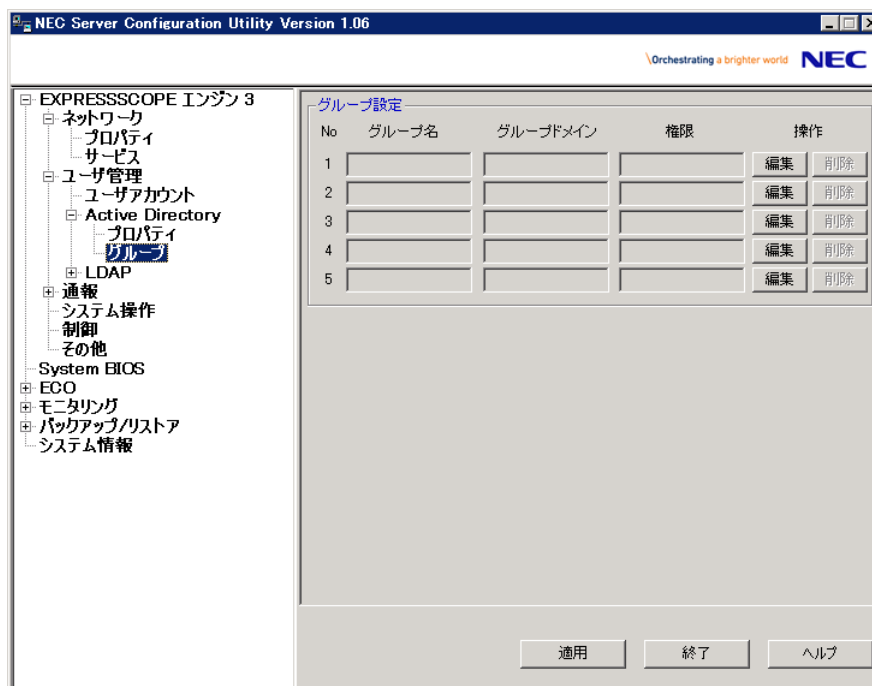 NEC Server Configuration Utility Version 1.06
\Orchestrating a brighter world NEC
EXPRESSSCOPE エンジン 3
ネットワーク
プロパティ
サービス
ユーザ管理
ユーザアカウント
Active Directory
プロパティ
グループ
LDAP
通報
システム操作
制御
その他
System BIOS
ECO
モニタリング
バックアップ/リストア
システム情報
グループ設定
No グループ名 グループドメイン 権限 操作
1 編集 削除
2 編集 削除
3 編集 削除
4 編集 削除
5 編集 削除
適用 終了 ヘルプ